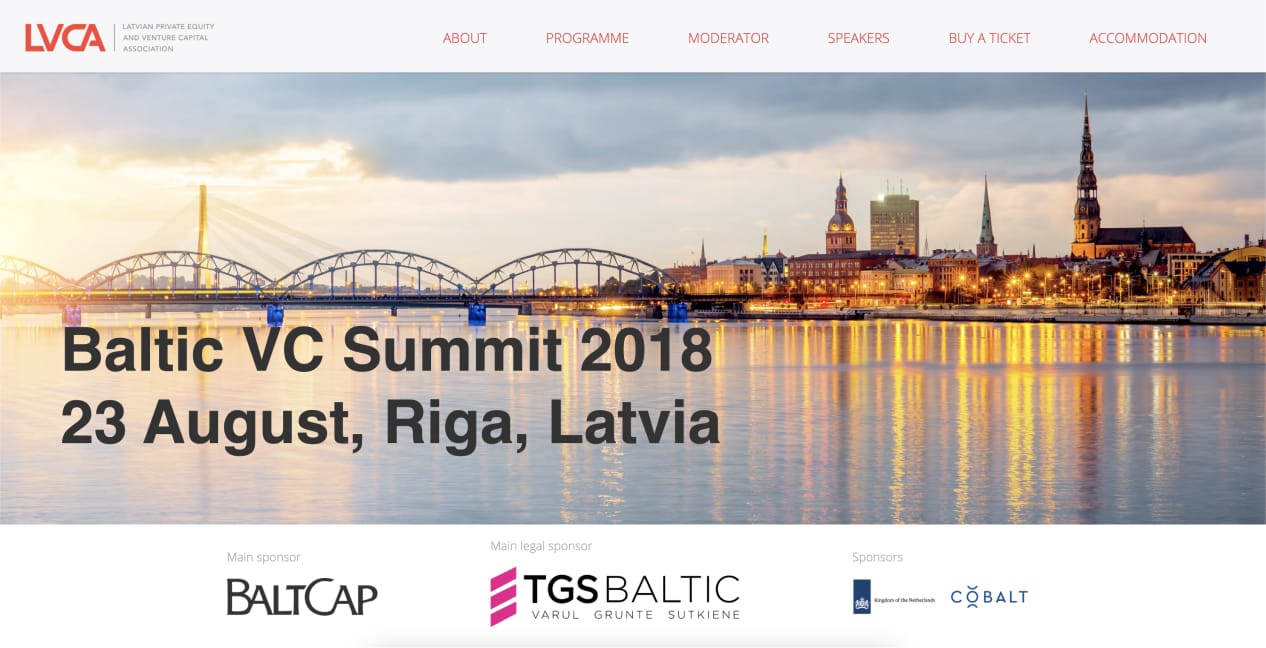 LVCA
LATVIAN PRIVATE EQUITY
AND VENTURE CAPITAL
ASSOCIATION
ABOUT
PROGRAMME
MODERATOR
SPEAKERS
BUY A TICKET
ACCOMMODATION
Baltic VC Summit 2018
23 August, Riga, Latvia
Main sponsor
BALTCAP
Main legal sponsor
TGS BALTIC
VARUL GRUNTE SUTKIENE
Sponsors
Kingdom of the Netherlands
COBALT